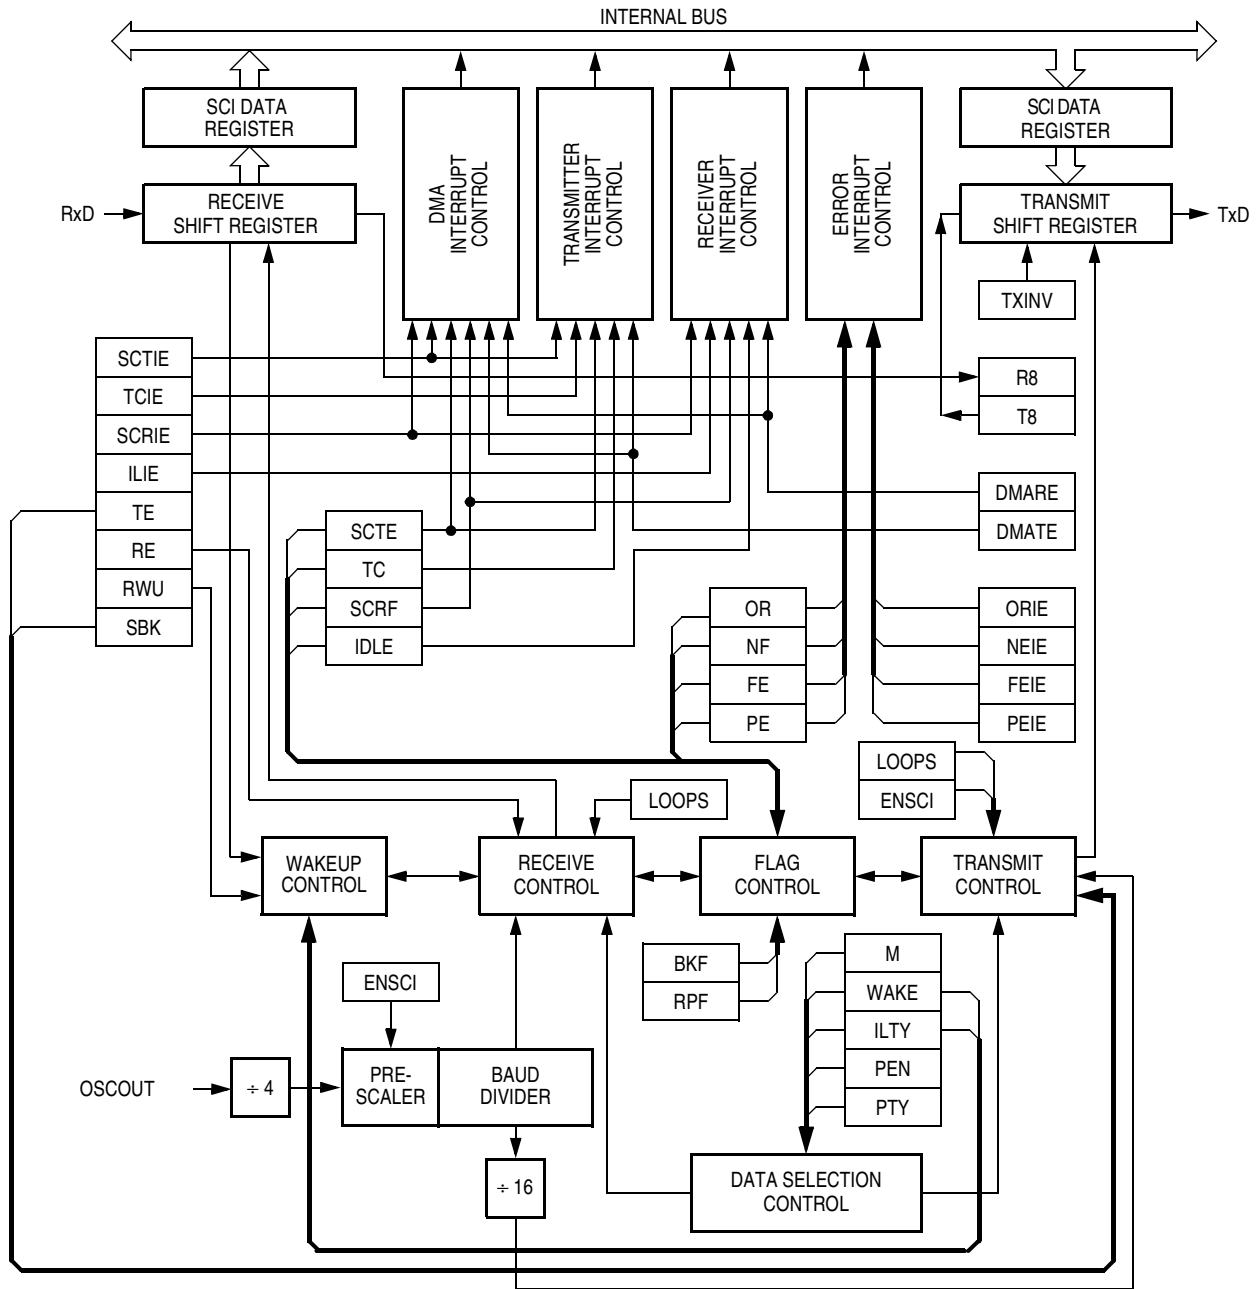 INTERNAL BUS
SCI DATA
REGISTER
SCI DATA
REGISTER
DMA
INTERRUPT
CONTROL
TRANSMITTER
INTERRUPT
CONTROL
RECEIVER
INTERRUPT
CONTROL
ERROR
INTERRUPT
CONTROL
RxD
RECEIVE
SHIFT REGISTER
TRANSMIT
SHIFT REGISTER
TxD
TXINV
SCTIE
TCIE
SCRIE
ILIE
TE
RE
RWU
SBK
R8
T8
DMARE
DMATE
SCTE
TC
SCRF
IDLE
OR
NF
FE
PE
ORIE
NEIE
FEIE
PEIE
LOOPS
ENSCI
LOOPS
WAKEUP
CONTROL
RECEIVE
CONTROL
FLAG
CONTROL
TRANSMIT
CONTROL
BKF
RPF
M
WAKE
ILTY
PEN
PTY
ENSCI
OSCOUT
÷ 4
PRE-
SCALER
BAUD
DIVIDER
÷ 16
DATA SELECTION
CONTROL